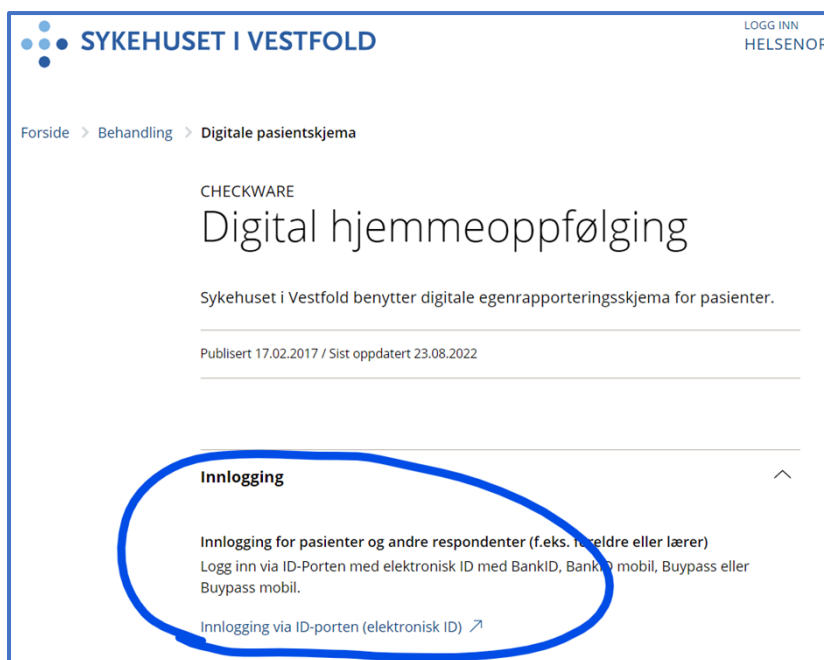 SYKEHUSET I VESTFOLD
LOGG INN
Forside > Behandling > Digitale pasientskjema
CHECKWARE
Digital hjemmeoppfølging
Sykehuset i Vestfold benytter digitale egenrapporteringsskjema for pasienter.
Publisert 17.02.2017 / Sist oppdatert 23.08.2022
Innlogging
Innlogging for pasienter og andre respondenter (f.eks. foreldre eller lærer)
Logg inn via ID-Porten med elektronisk ID med BankID, BankID mobil, Buypass eller
Buypass mobil.
Innlogging via ID-porten (elektronisk ID)